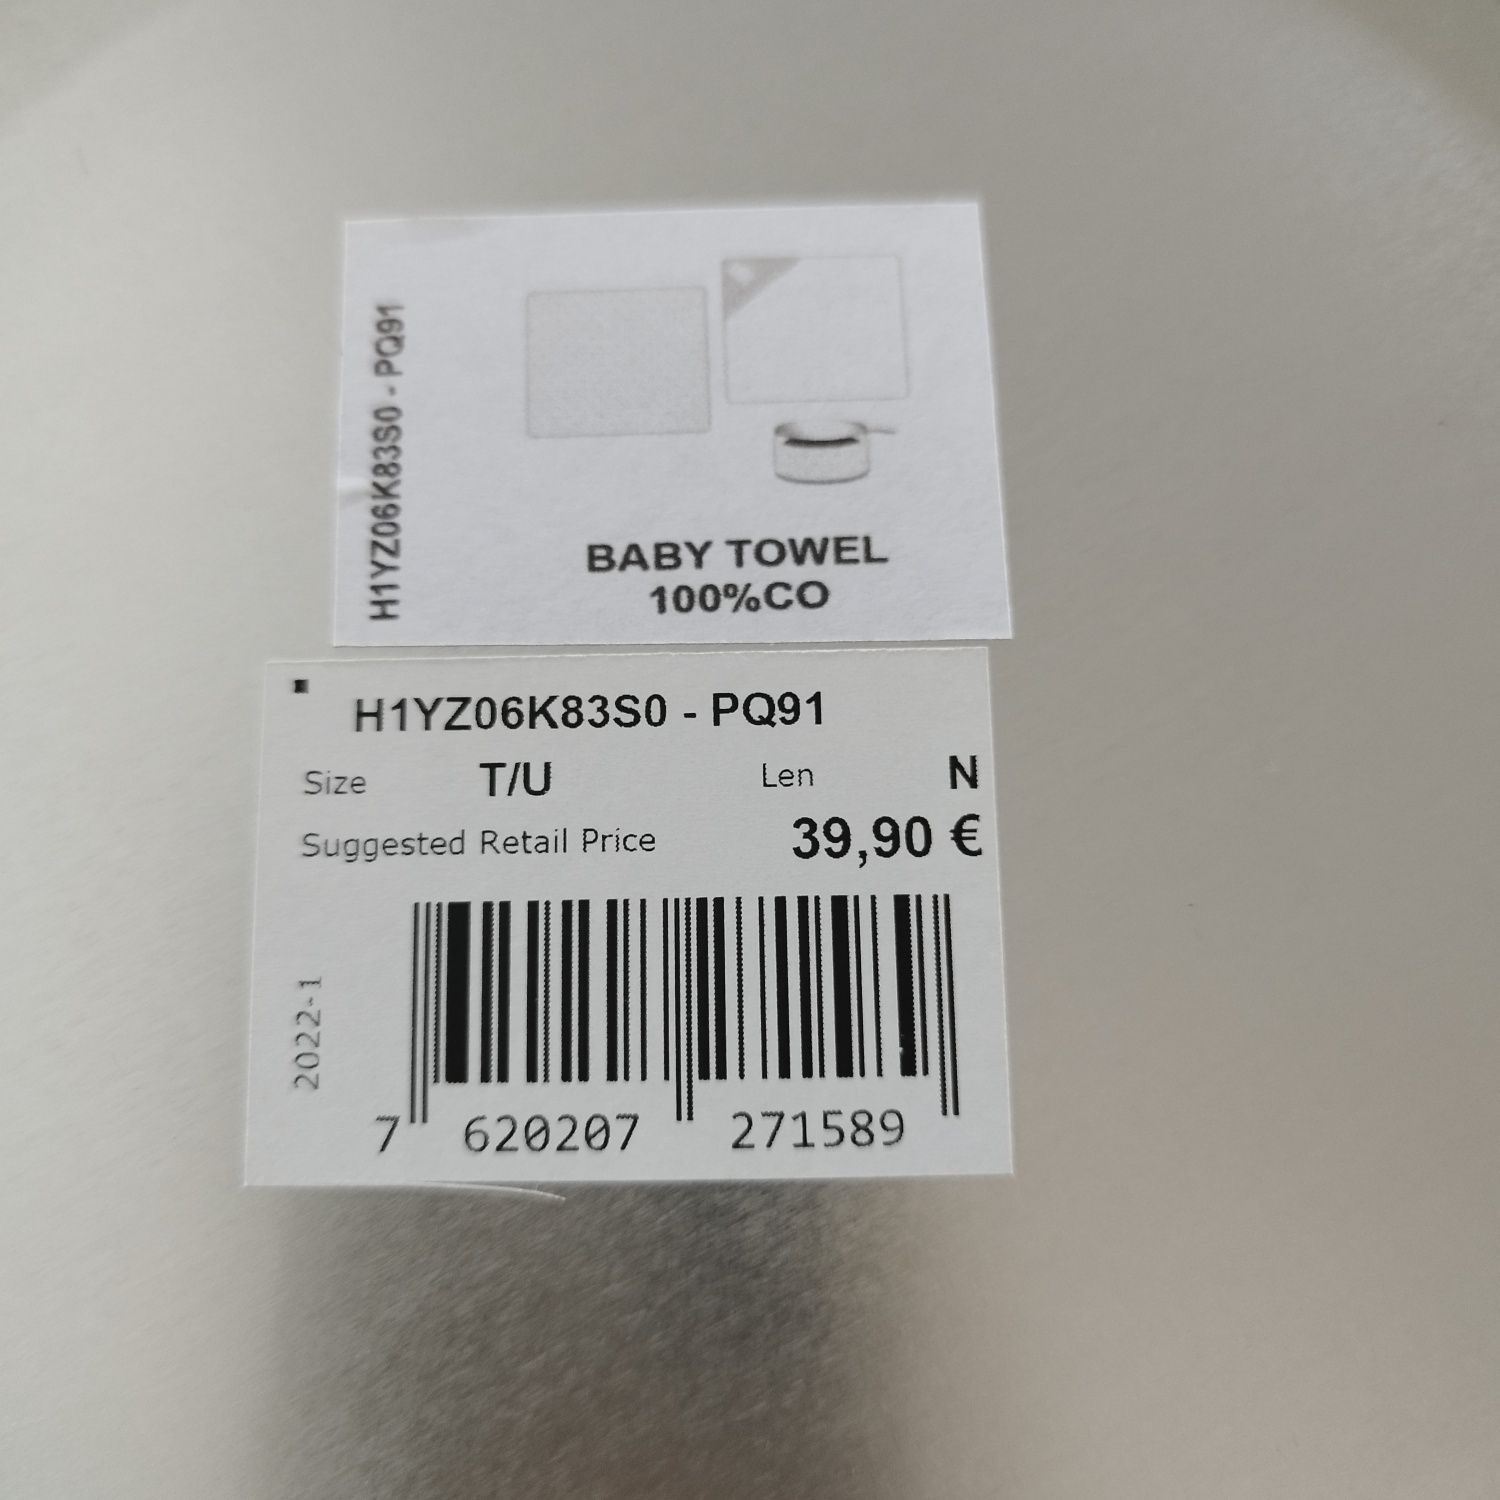 H1YZ06K83S0 - PQ91
BABY TOWEL
100%CO
H1YZ06K83S0 - PQ91
Size T/U Len N
Suggested Retail Price 39,90 €
2022-1
7 620207 271589